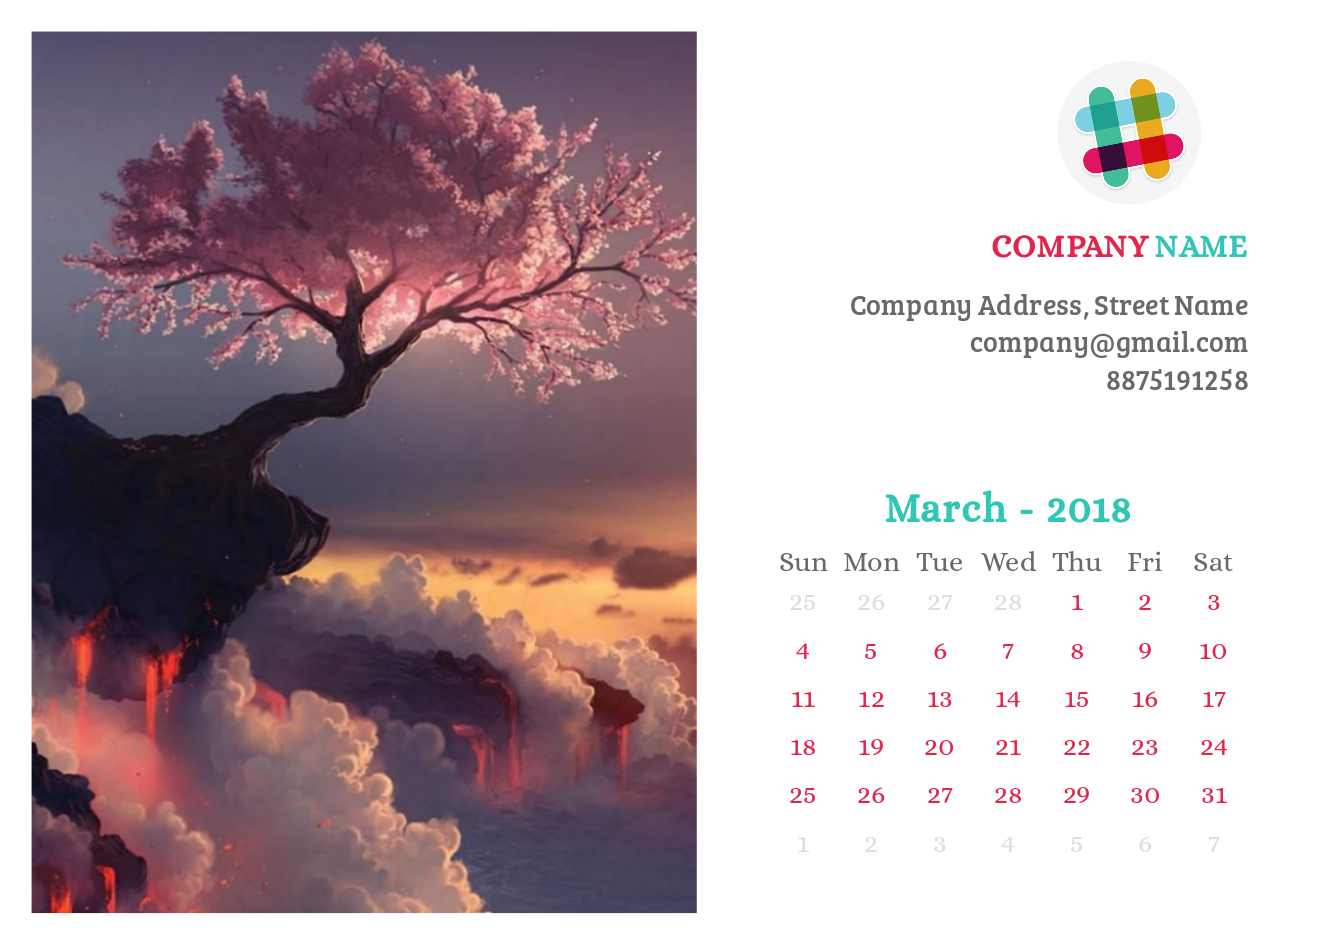 COMPANY NAME
Company Address, Street Name
company@gmail.com
8875191258
March - 2018
Sun Mon Tue Wed Thu Fri Sat
25 26 27 28 1 2 3
4 5 6 7 8 9 10
11 12 13 14 15 16 17
18 19 20 21 22 23 24
25 26 27 28 29 30 31
1 2 3 4 5 6 7